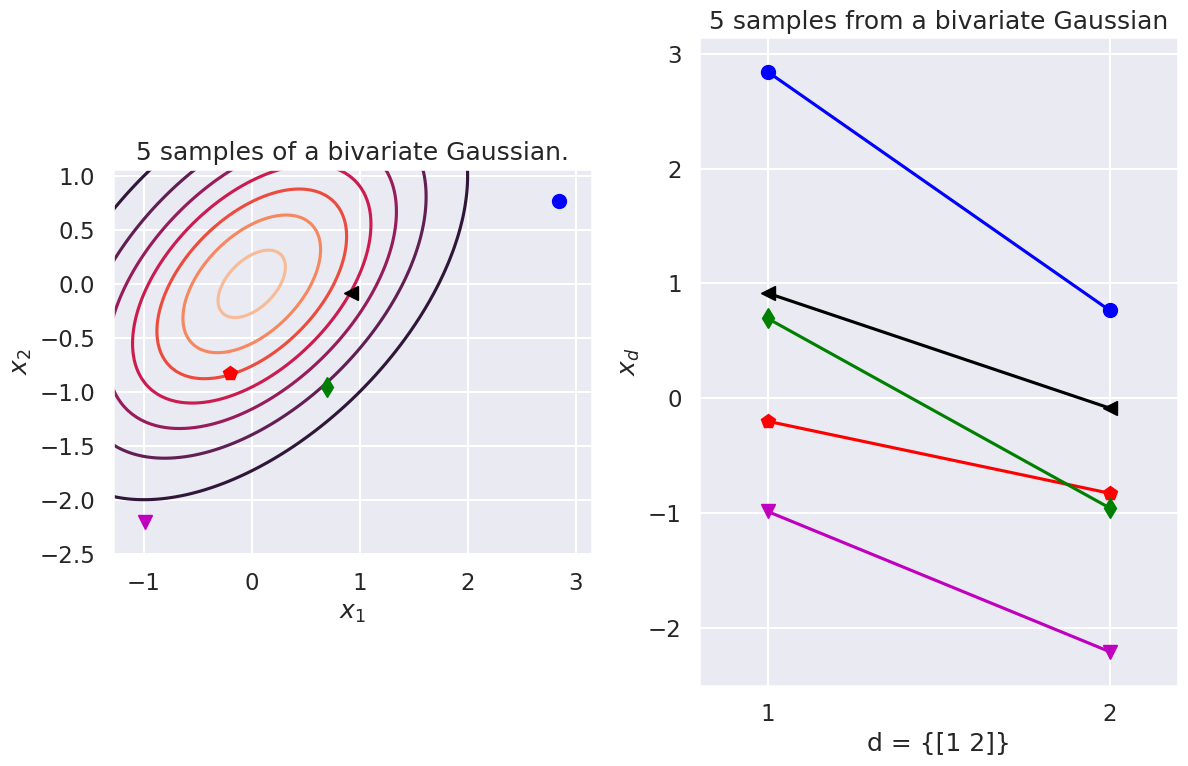 5 samples of a bivariate Gaussian.
1.0
0.5
0.0
−0.5
−1.0
−1.5
−2.0
−2.5
x₂
−1 0 1 2 3
x₁
5 samples from a bivariate Gaussian
3
2
1
0
−1
−2
x_d
1 2
d = {[1 2]}